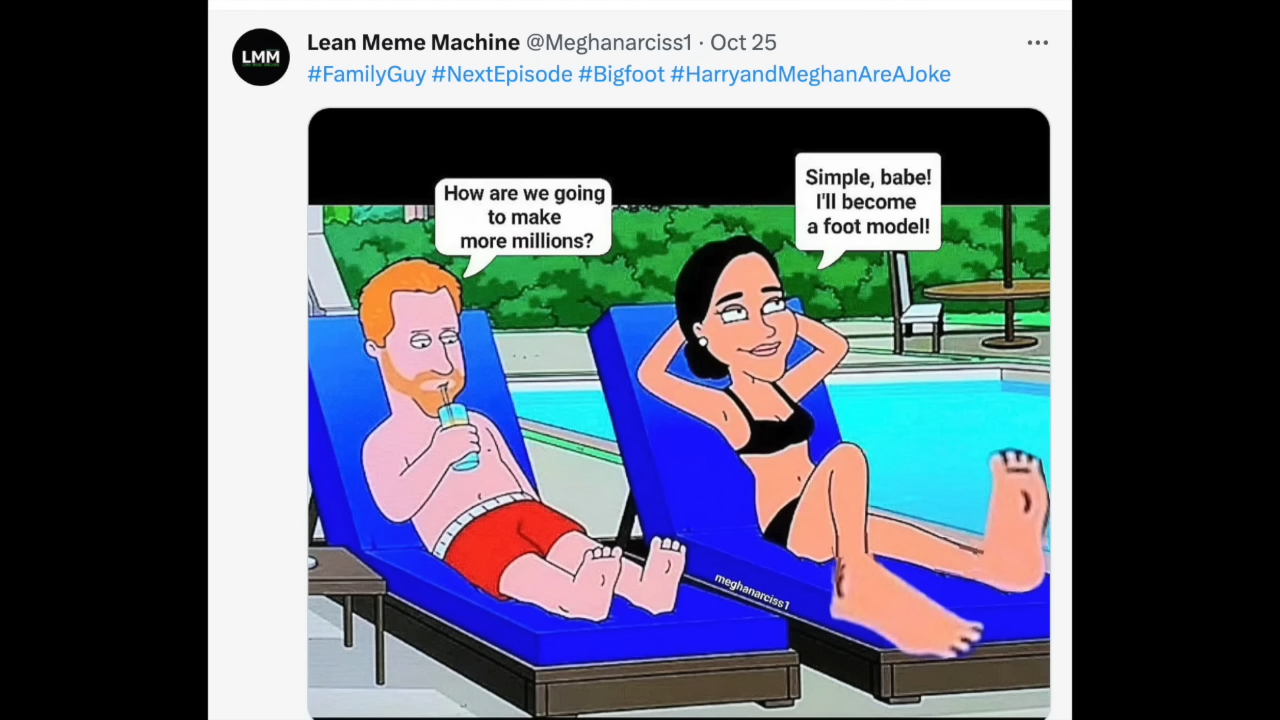 LMM
Lean Meme Machine @Meghanarciss1 · Oct 25
#FamilyGuy #NextEpisode #Bigfoot #HarryandMeghanAreAJoke
How are we going
to make
more millions?
Simple, babe!
I'll become
a foot model!
meghanarciss1